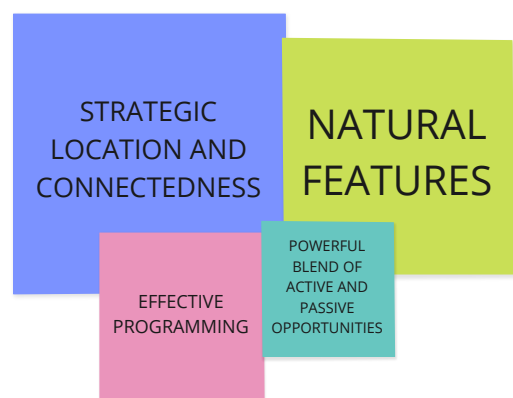 STRATEGIC
LOCATION AND
CONNECTEDNESS
NATURAL
FEATURES
EFFECTIVE
PROGRAMMING
POWERFUL
BLEND OF
ACTIVE AND
PASSIVE
OPPORTUNITIES